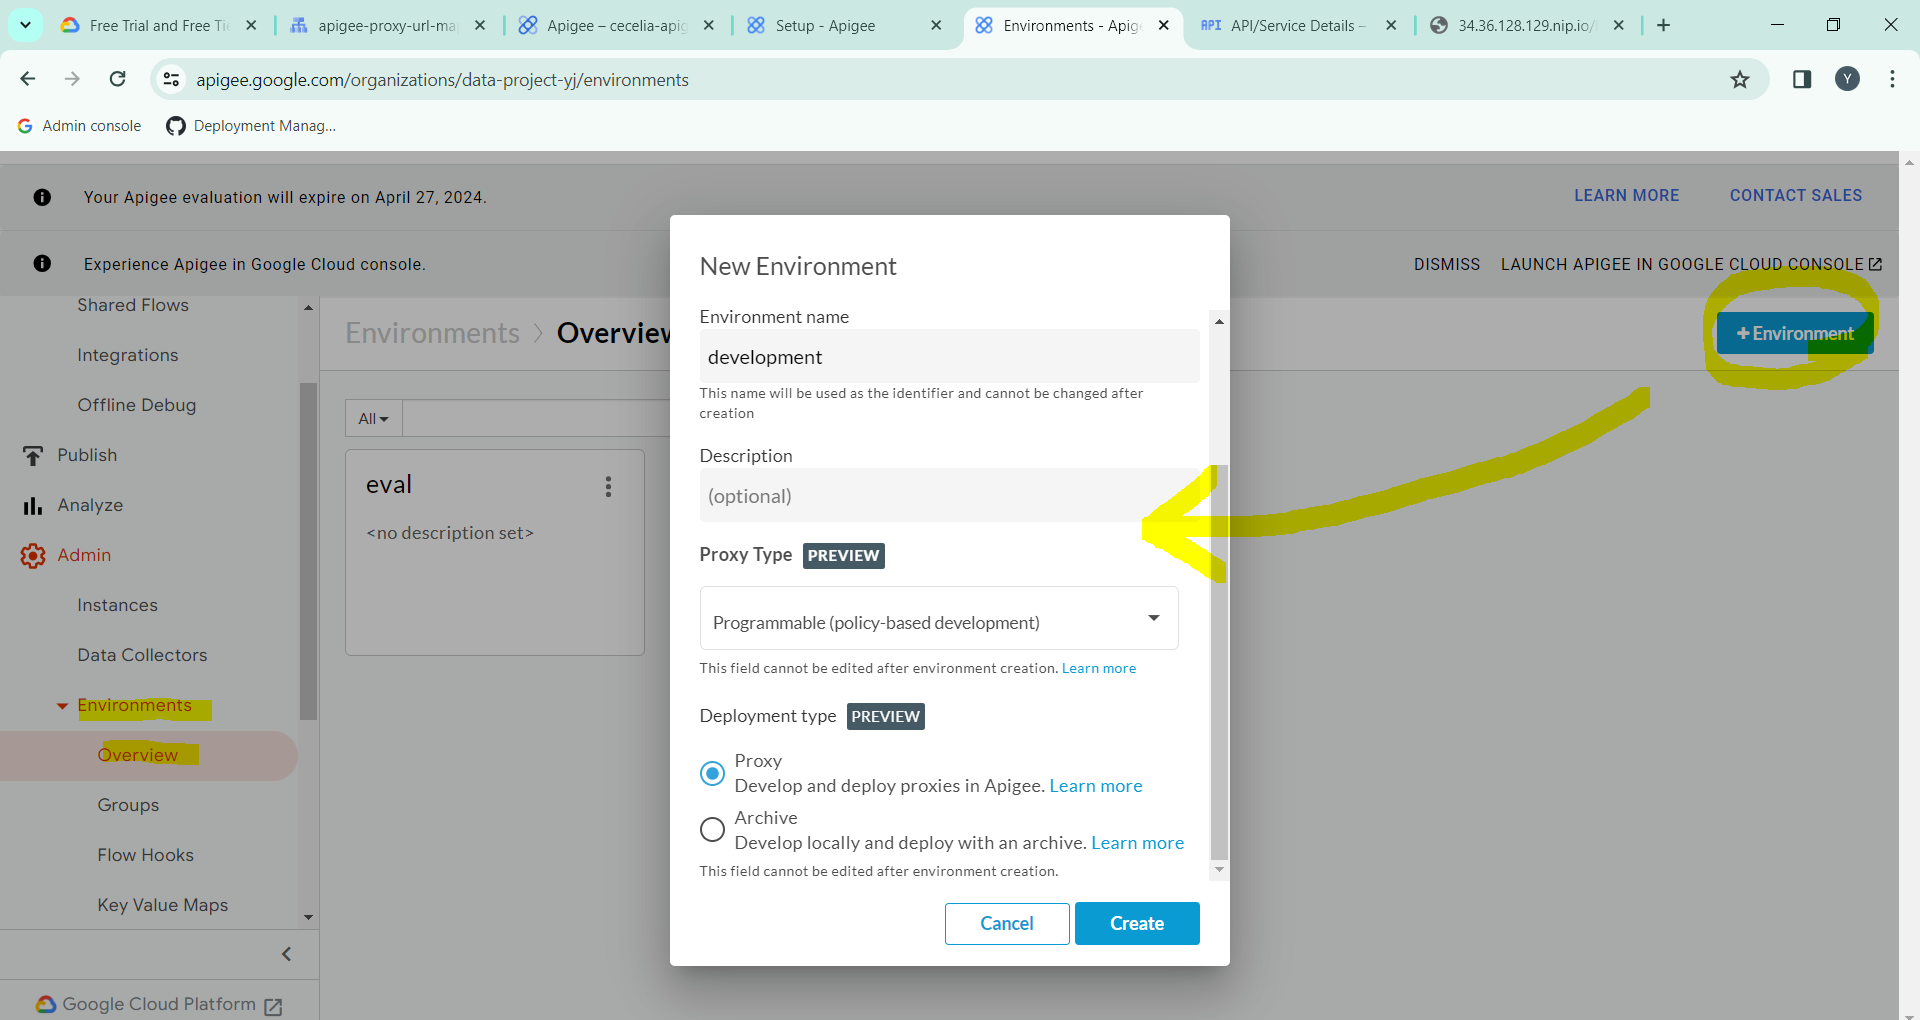 Free Trial and Free Tie
apigee-proxy-url-ma
Apigee – cecelia-apig
Setup - Apigee
Environments - Apige
API API/Service Details –
34.36.128.129.nip.io/
apigee.google.com/organizations/data-project-yj/environments
Y
Admin console
Deployment Manag...
Your Apigee evaluation will expire on April 27, 2024.
LEARN MORE
CONTACT SALES
Experience Apigee in Google Cloud console.
DISMISS
LAUNCH APIGEE IN GOOGLE CLOUD CONSOLE
Shared Flows
Integrations
Offline Debug
Publish
Analyze
Admin
Instances
Data Collectors
Environments
Overview
Groups
Flow Hooks
Key Value Maps
Google Cloud Platform
Environments
Overview
+Environment
All
eval
<no description set>
New Environment
Environment name
development
This name will be used as the identifier and cannot be changed after
creation
Description
(optional)
Proxy Type PREVIEW
Programmable (policy-based development)
This field cannot be edited after environment creation. Learn more
Deployment type PREVIEW
Proxy
Develop and deploy proxies in Apigee. Learn more
Archive
Develop locally and deploy with an archive. Learn more
This field cannot be edited after environment creation.
Cancel
Create